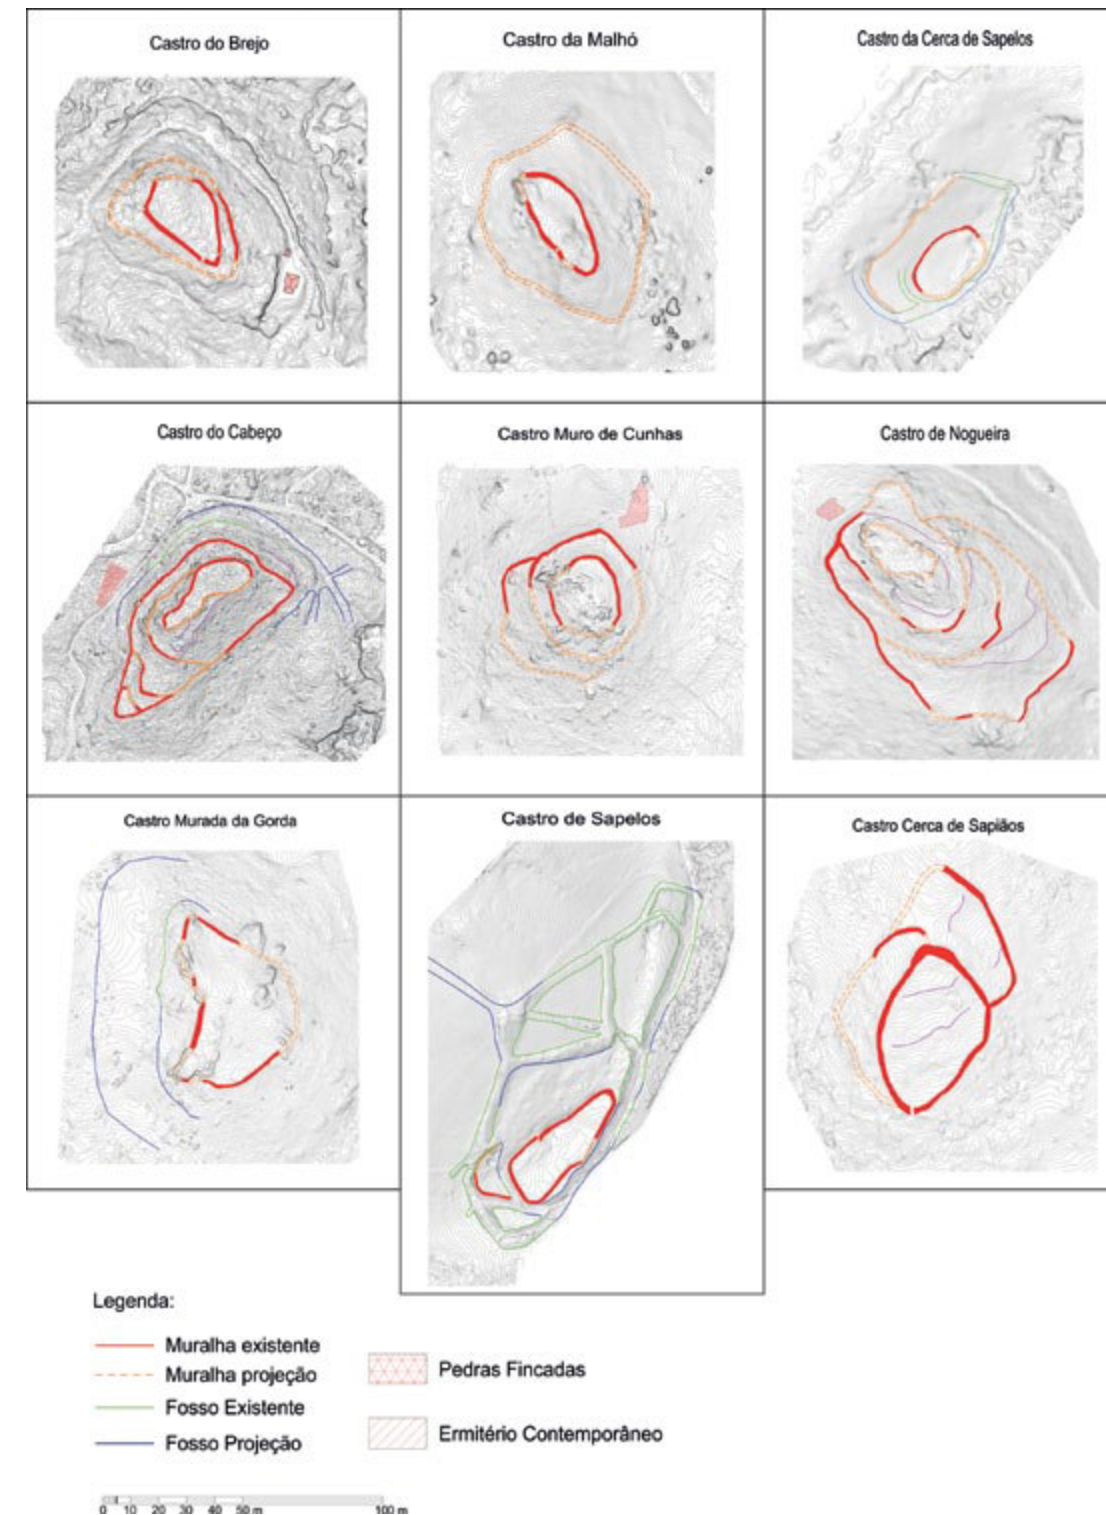 Castro do Brejo
Castro da Malhó
Castro da Cerca de Sapelos
Castro do Cabeço
Castro Muro de Cunhas
Castro de Nogueira
Castro Murada da Gorda
Castro de Sapelos
Castro Cerca de Sapiãos
Legenda:
Muralha existente
Muralha projeção
Fosso Existente
Fosso Projeção
Pedras Fincadas
Ermitério Contemporâneo
0 10 20 30 40 50 m 100 m